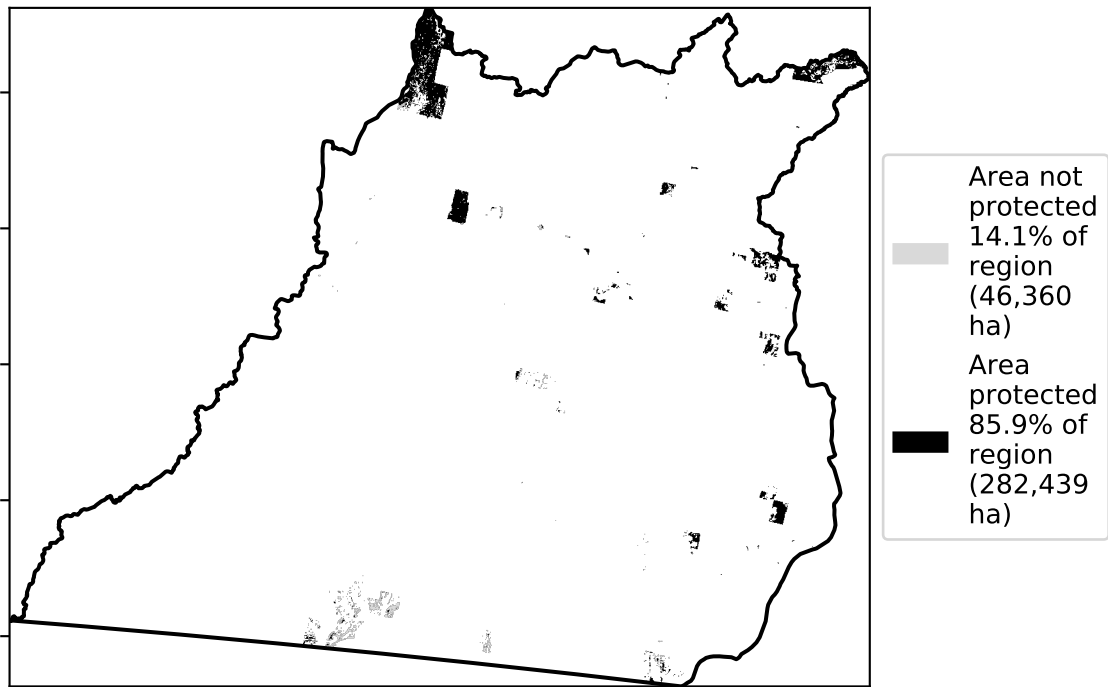 Area not
protected
14.1% of
region
(46,360
ha)
Area
protected
85.9% of
region
(282,439
ha)